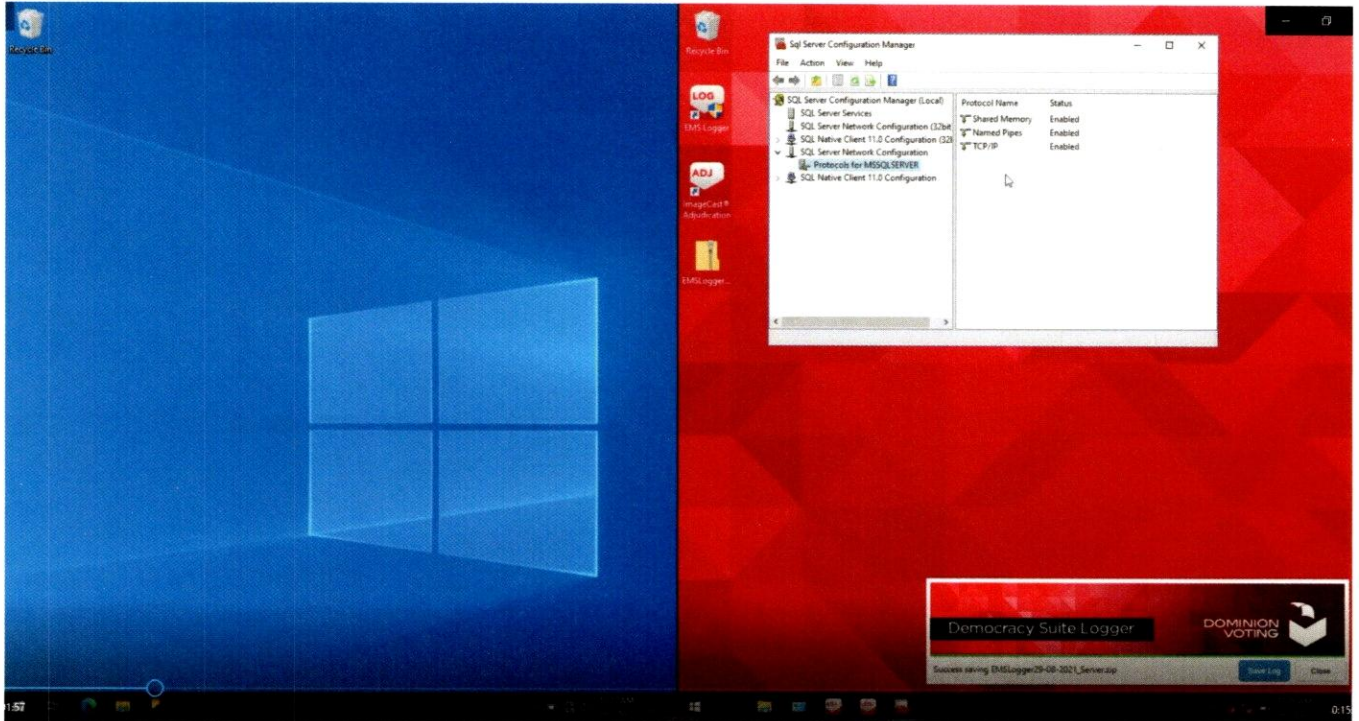 Recycle Bin
Recycle Bin
LOG
EMS Logger
ADJ
ImageCast®
Adjudication
EMSLogger...
Sql Server Configuration Manager
File Action View Help
SQL Server Configuration Manager (Local)
SQL Server Services
SQL Server Network Configuration (32bit
SQL Native Client 11.0 Configuration (32l
SQL Server Network Configuration
Protocols for MSSQLSERVER
SQL Native Client 11.0 Configuration
Protocol Name Status
Shared Memory Enabled
Named Pipes Enabled
TCP/IP Enabled
Democracy Suite Logger
DOMINION
VOTING
Success saving EMSLogger29-08-2021_Server.zip
Save Log Close
0:15